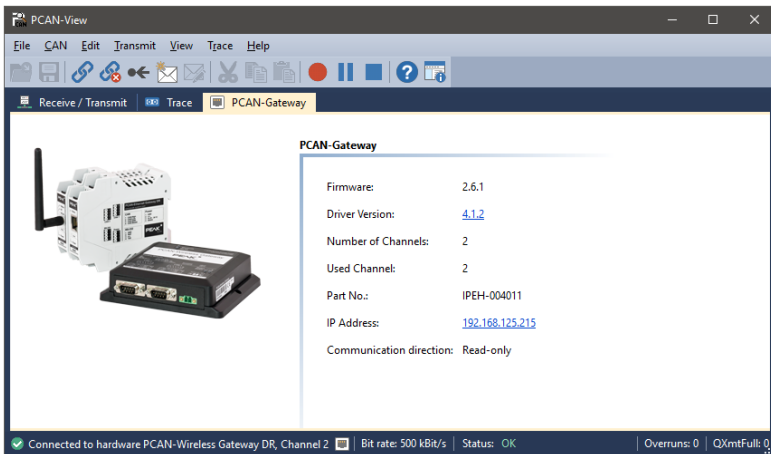 PCAN-View
File CAN Edit Transmit View Trace Help
Receive / Transmit Trace PCAN-Gateway
PCAN-Gateway
Firmware: 2.6.1
Driver Version: 4.1.2
Number of Channels: 2
Used Channel: 2
Part No.: IPEH-004011
IP Address: 192.168.125.215
Communication direction: Read-only
PEAK
PEAK
Connected to hardware PCAN-Wireless Gateway DR, Channel 2 Bit rate: 500 kBit/s Status: OK Overruns: 0 QXmtFull: 0